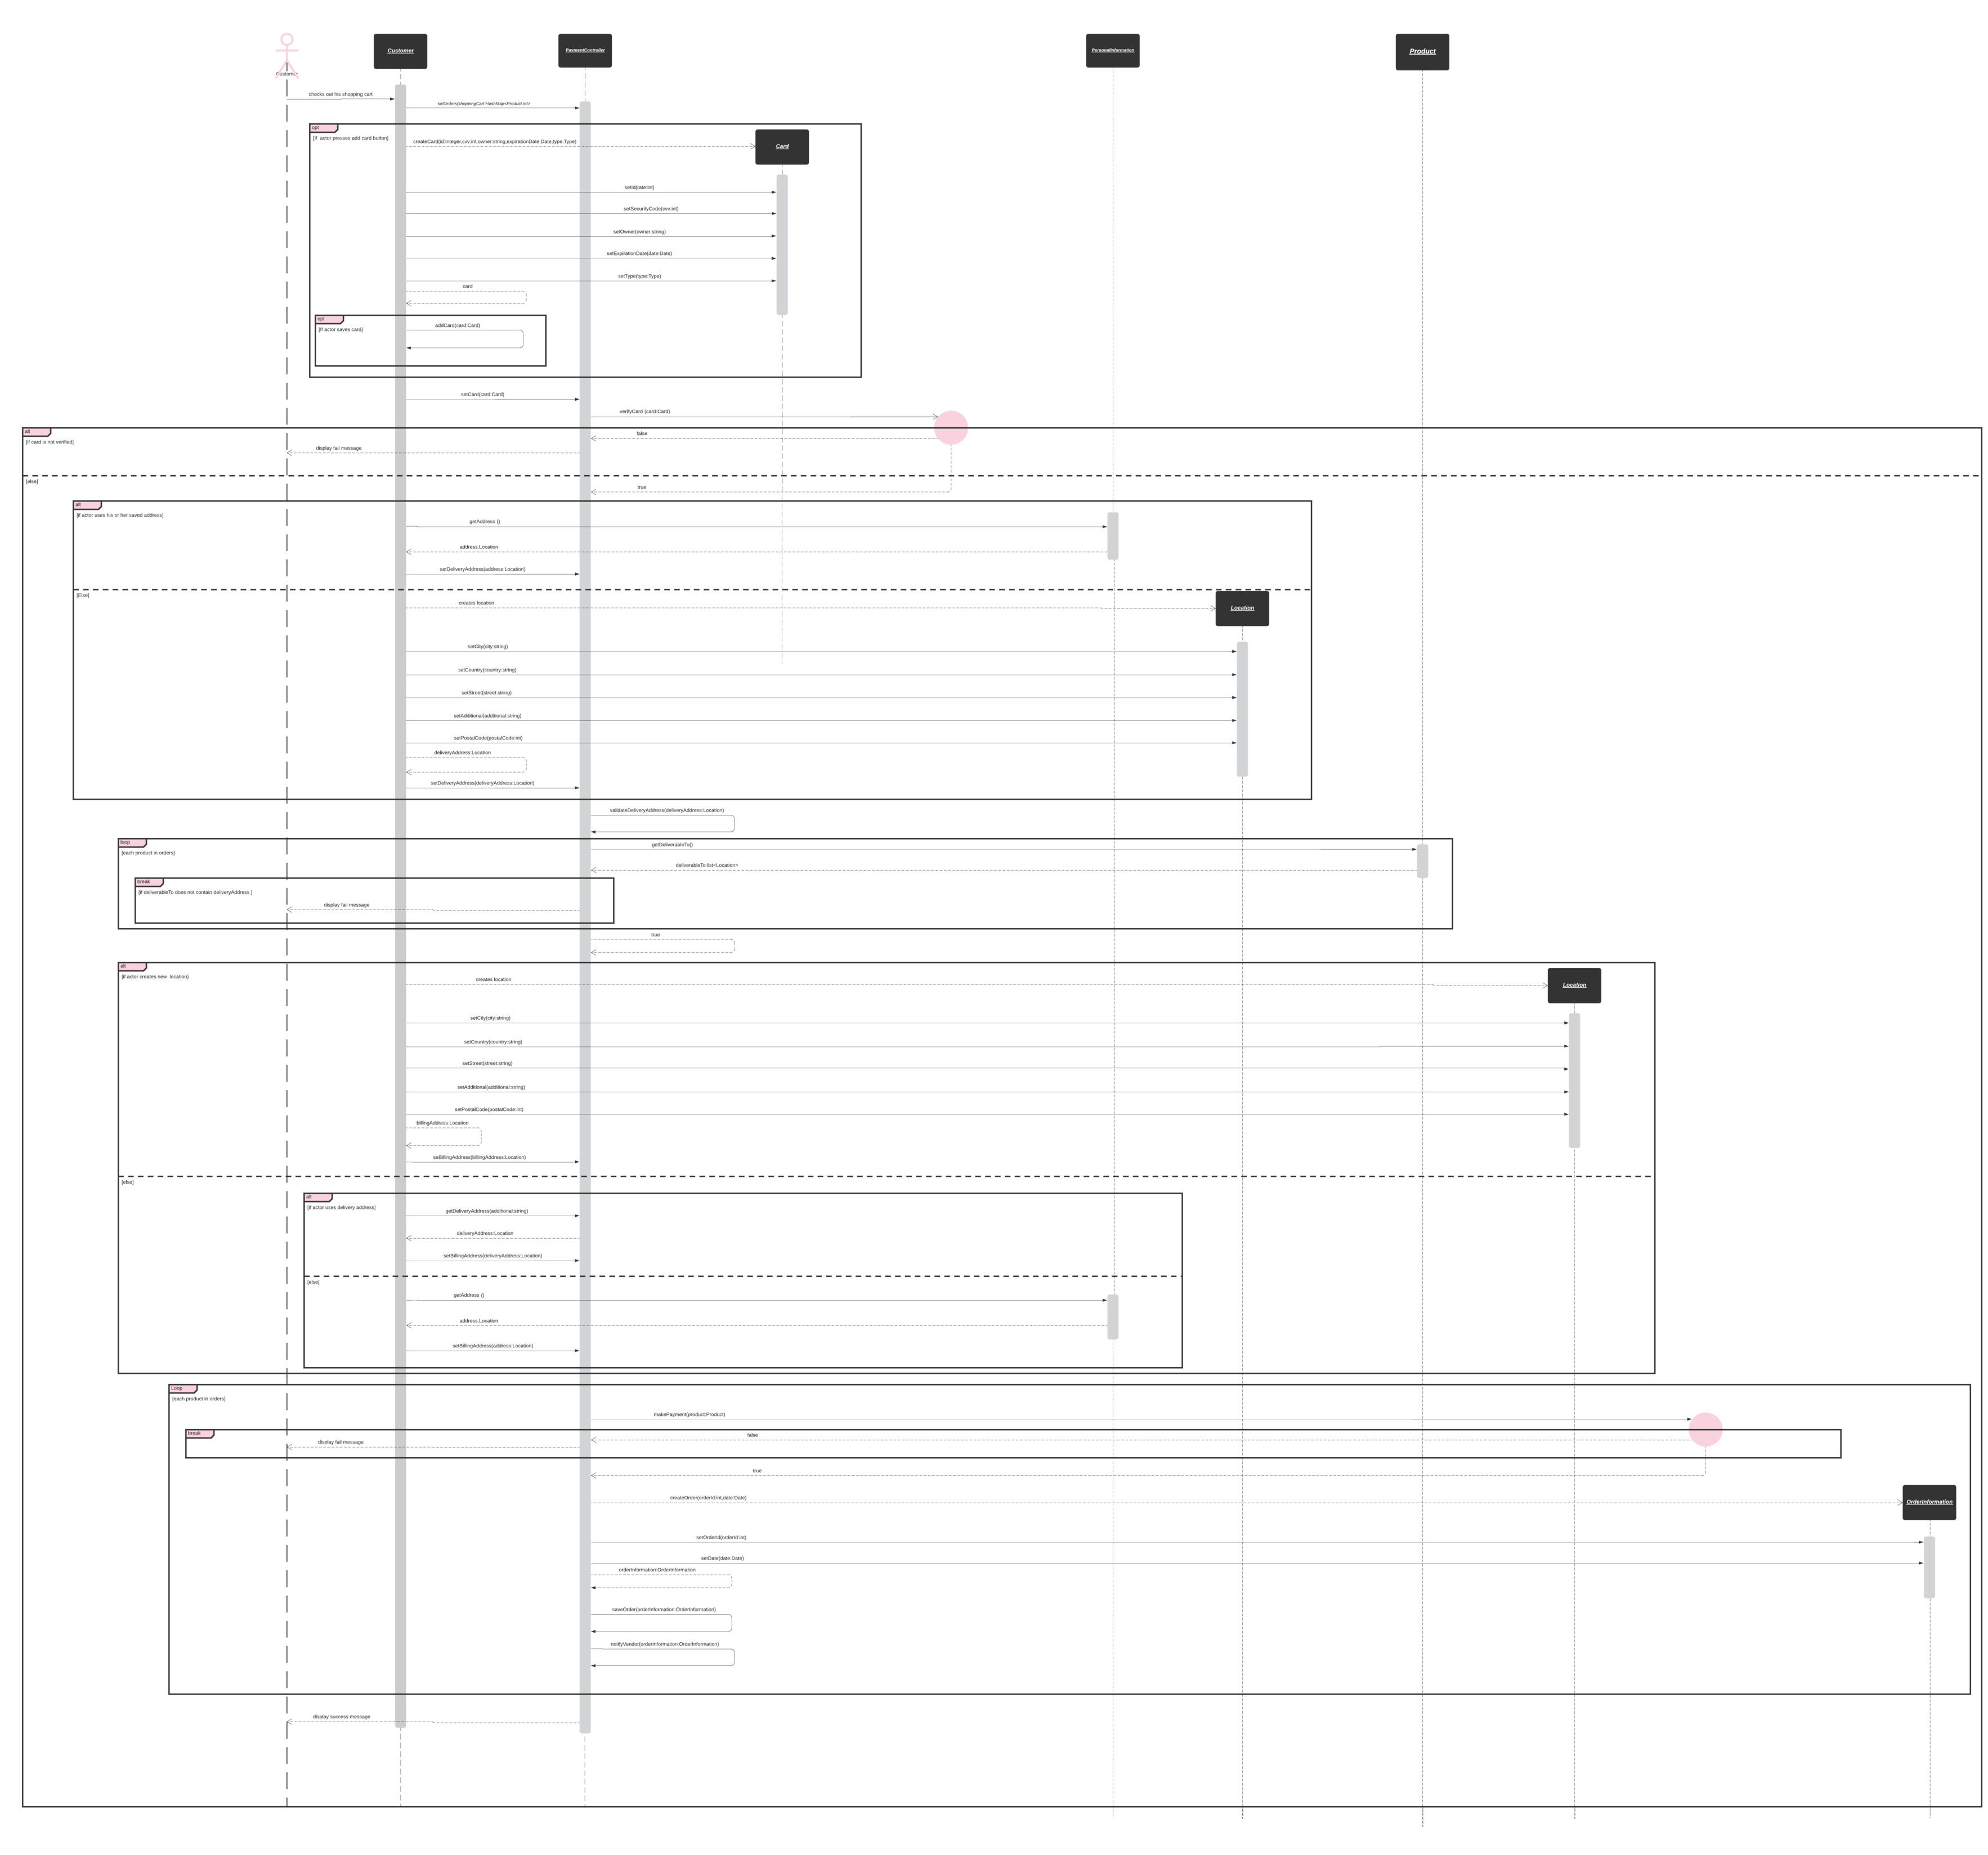 Customer
Customer
PaymentController
PersonalInformation
Product
checks out his shopping cart
setOrders(shoppingCart:HashMap<Product,Int>
opt
[if  actor presses add card button]
createCard(id:Integer,cvv:int,owner:string,expirationDate:Date,type:Type)
Card
setId(rate:int)
setSecurityCode(cvv:int)
setOwner(owner:string)
setExpirationDate(date:Date)
setType(type:Type)
card
opt
[If actor saves card]
addCard(card:Card)
setCard(card:Card)
verifyCard (card:Card)
alt
[if card is not verified]
false
display fail message
[else]
true
alt
[if actor uses his or her saved address]
getAddress ()
address:Location
setDeliveryAddress(address:Location)
[Else]
creates location
Location
setCity(city:string)
setCountry(country:string)
setStreet(street:string)
setAdditional(additional:string)
setPostalCode(postalCode:int)
deliveryAddress:Location
setDeliveryAddress(deliveryAddress:Location)
validateDeliveryAddress(deliveryAddress:Location)
loop
[each product in orders]
getDeliverableTo()
deliverableTo:list<Location>
break
[if deliverableTo does not contain deliveryAddress ]
display fail message
true
alt
[if actor creates new  location}
creates location
Location
setCity(city:string)
setCountry(country:string)
setStreet(street:string)
setAdditional(additional:string)
setPostalCode(postalCode:int)
billingAddress:Location
setBillingAddress(billingAddress:Location)
[else]
alt
[if actor uses delivery address]
getDeliveryAddress(additional:string)
deliveryAddress:Location
setBillingAddress(deliveryAddress:Location)
[else]
getAddress ()
address:Location
setBillingAddress(address:Location)
Loop
[each product in orders]
makePayment(product:Product)
break
false
display fail message
true
createOrder(orderId:int,date:Date)
OrderInformation
setOrderId(orderId:int)
setDate(date:Date)
orderInformation:OrderInformation
saveOrder(orderInformation:OrderInformation)
notifyVendor(orderInformation:OrderInformation)
display success message